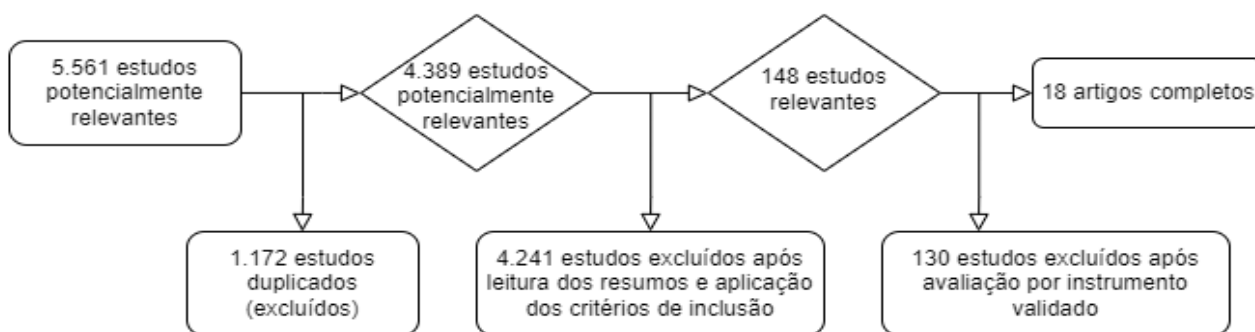 5.561 estudos
potencialmente
relevantes
4.389 estudos
potencialmente
relevantes
148 estudos
relevantes
18 artigos completos
1.172 estudos
duplicados
(excluídos)
4.241 estudos excluídos após
leitura dos resumos e aplicação
dos critérios de inclusão
130 estudos excluídos após
avaliação por instrumento
validado